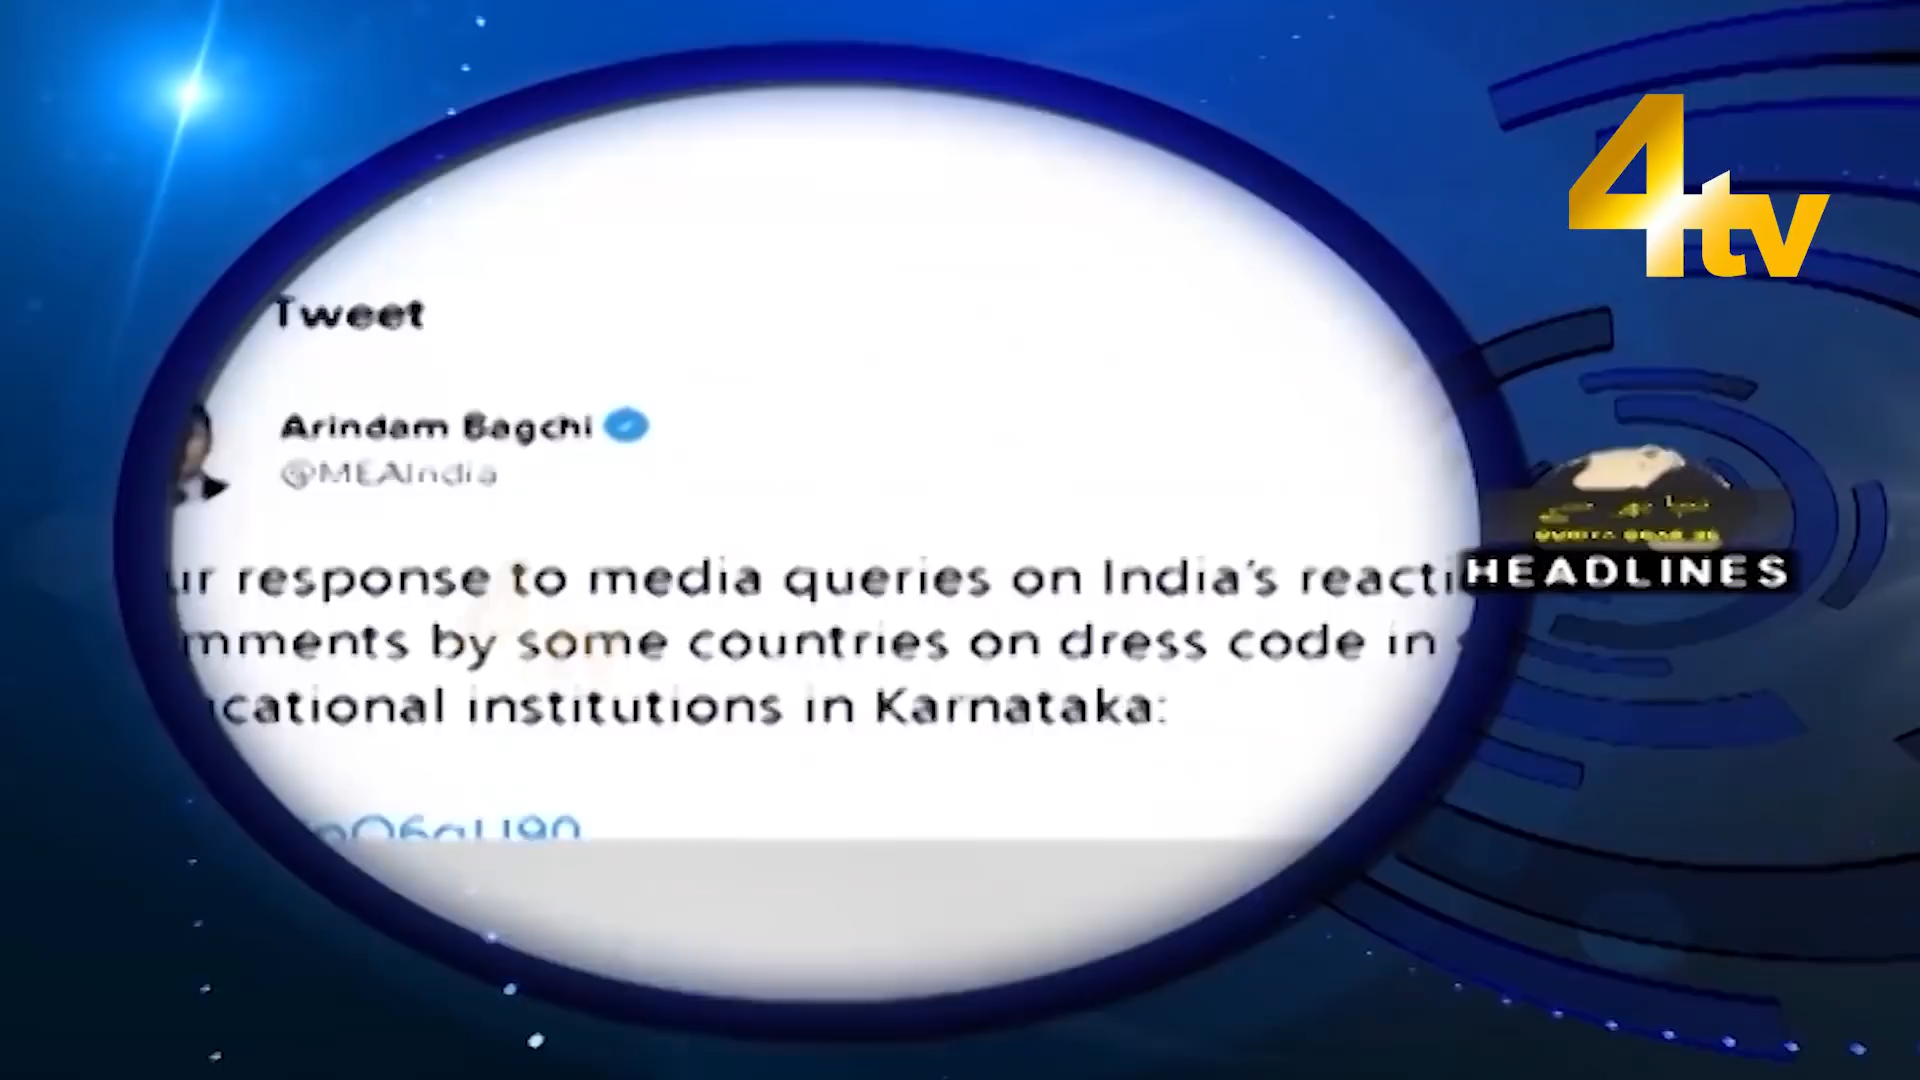 4tv
Tweet
Arindam Bagchi
@MEAIndia
ur response to media queries on India's reacti
mments by some countries on dress code in
cational institutions in Karnataka:
HEADLINES